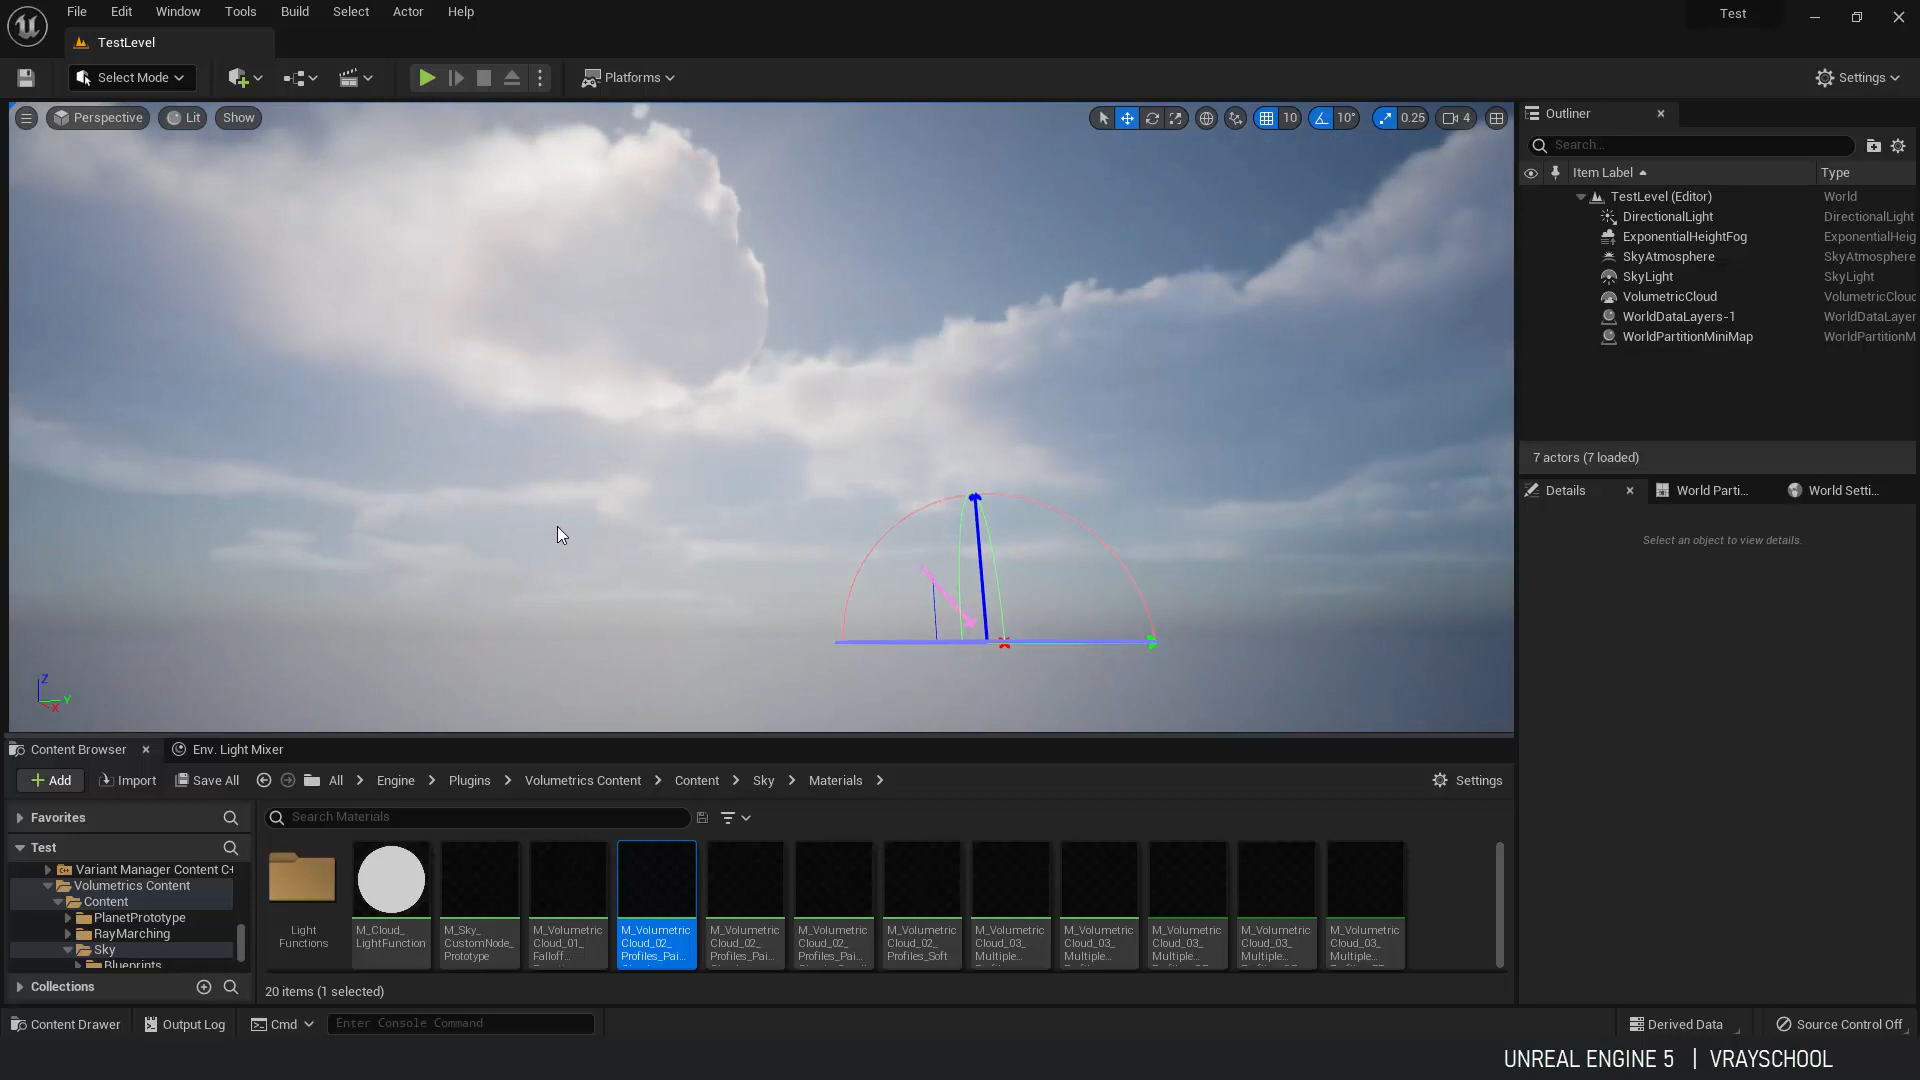 File Edit Window Tools Build Select Actor Help
Test
TestLevel
Select Mode
Platforms
Settings
Perspective Lit Show
10 10° 0.25 4
Outliner
Search...
Item Label Type
TestLevel (Editor) World
DirectionalLight DirectionalLight
ExponentialHeightFog ExponentialHeig
SkyAtmosphere SkyAtmosphere
SkyLight SkyLight
VolumetricCloud VolumetricClouc
WorldDataLayers-1 WorldDataLayer
WorldPartitionMiniMap WorldPartitionM
7 actors (7 loaded)
Details World Parti... World Setti...
Select an object to view details.
Z
Y
X
Content Browser Env. Light Mixer
Add Import Save All All Engine Plugins Volumetrics Content Content Sky Materials Settings
Favorites
Search Materials
Test
Variant Manager Content C+
Volumetrics Content
Content
PlanetPrototype
RayMarching
Sky
Blueprints
Collections
Light
Functions
M_Cloud_
LightFunction
M_Sky_
CustomNode_
Prototype
M_Volumetric
Cloud_01_
Falloff...
M_Volumetric
Cloud_02_
Profiles_Pai...
M_Volumetric
Cloud_02_
Profiles_Pai...
M_Volumetric
Cloud_02_
Profiles_Pai...
M_Volumetric
Cloud_02_
Profiles_Soft
M_Volumetric
Cloud_03_
Multiple...
M_Volumetric
Cloud_03_
Multiple...
M_Volumetric
Cloud_03_
Multiple...
M_Volumetric
Cloud_03_
Multiple...
M_Volumetric
Cloud_03_
Multiple...
20 items (1 selected)
Content Drawer Output Log Cmd Enter Console Command
Derived Data Source Control Off
UNREAL ENGINE 5 | VRAYSCHOOL